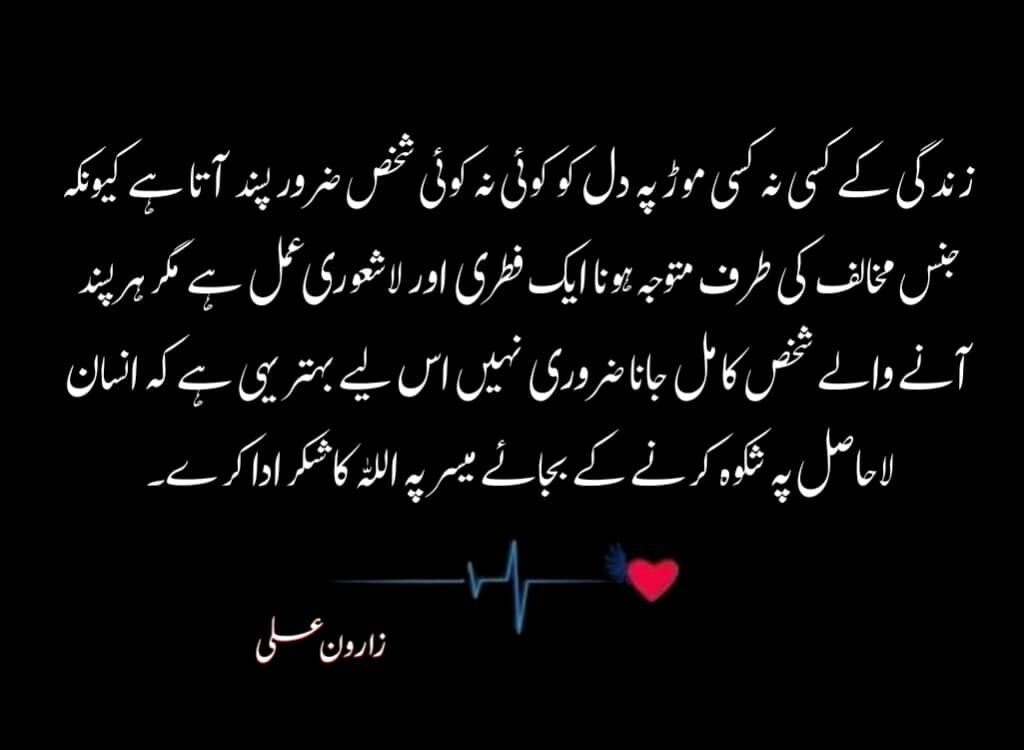 زندگی کے کسی نہ کسی موڑ پہ دل کو کوئی نہ کوئی شخص ضرور پسند آتا ہے کیونکہ
جنس مخالف کی طرف متوجہ ہونا ایک فطری اور لاشعوری عمل ہے مگر ہر پسند
آنے والے شخص کا مل جانا ضروری نہیں اس لیے بہتر یہی ہے کہ انسان
لاحاصل پہ شکوہ کرنے کے بجائے میسر پہ اللہ کا شکر ادا کرے۔
زارون علی